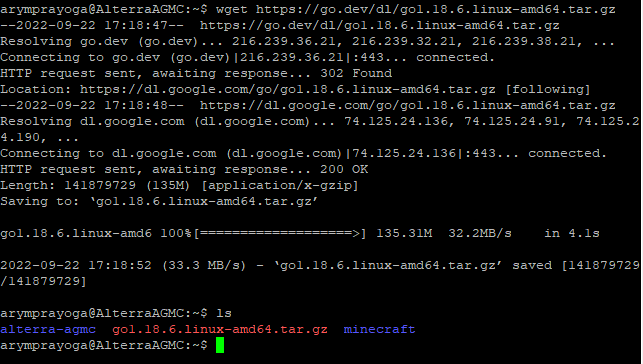 arymprayoga@AlterraAGMC:~$ wget https://go.dev/dl/go1.18.6.linux-amd64.tar.gz
--2022-09-22 17:18:47--  https://go.dev/dl/go1.18.6.linux-amd64.tar.gz
Resolving go.dev (go.dev)... 216.239.36.21, 216.239.32.21, 216.239.38.21, ...
Connecting to go.dev (go.dev)|216.239.36.21|:443... connected.
HTTP request sent, awaiting response... 302 Found
Location: https://dl.google.com/go/go1.18.6.linux-amd64.tar.gz [following]
--2022-09-22 17:18:48--  https://dl.google.com/go/go1.18.6.linux-amd64.tar.gz
Resolving dl.google.com (dl.google.com)... 74.125.24.136, 74.125.24.91, 74.125.2
4.190, ...
Connecting to dl.google.com (dl.google.com)|74.125.24.136|:443... connected.
HTTP request sent, awaiting response... 200 OK
Length: 141879729 (135M) [application/x-gzip]
Saving to: ‘go1.18.6.linux-amd64.tar.gz’
go1.18.6.linux-amd6 100%[===================>] 135.31M  32.2MB/s    in 4.1s
2022-09-22 17:18:52 (33.3 MB/s) - ‘go1.18.6.linux-amd64.tar.gz’ saved [141879729
/141879729]
arymprayoga@AlterraAGMC:~$ ls
alterra-agmc  go1.18.6.linux-amd64.tar.gz  minecraft
arymprayoga@AlterraAGMC:~$